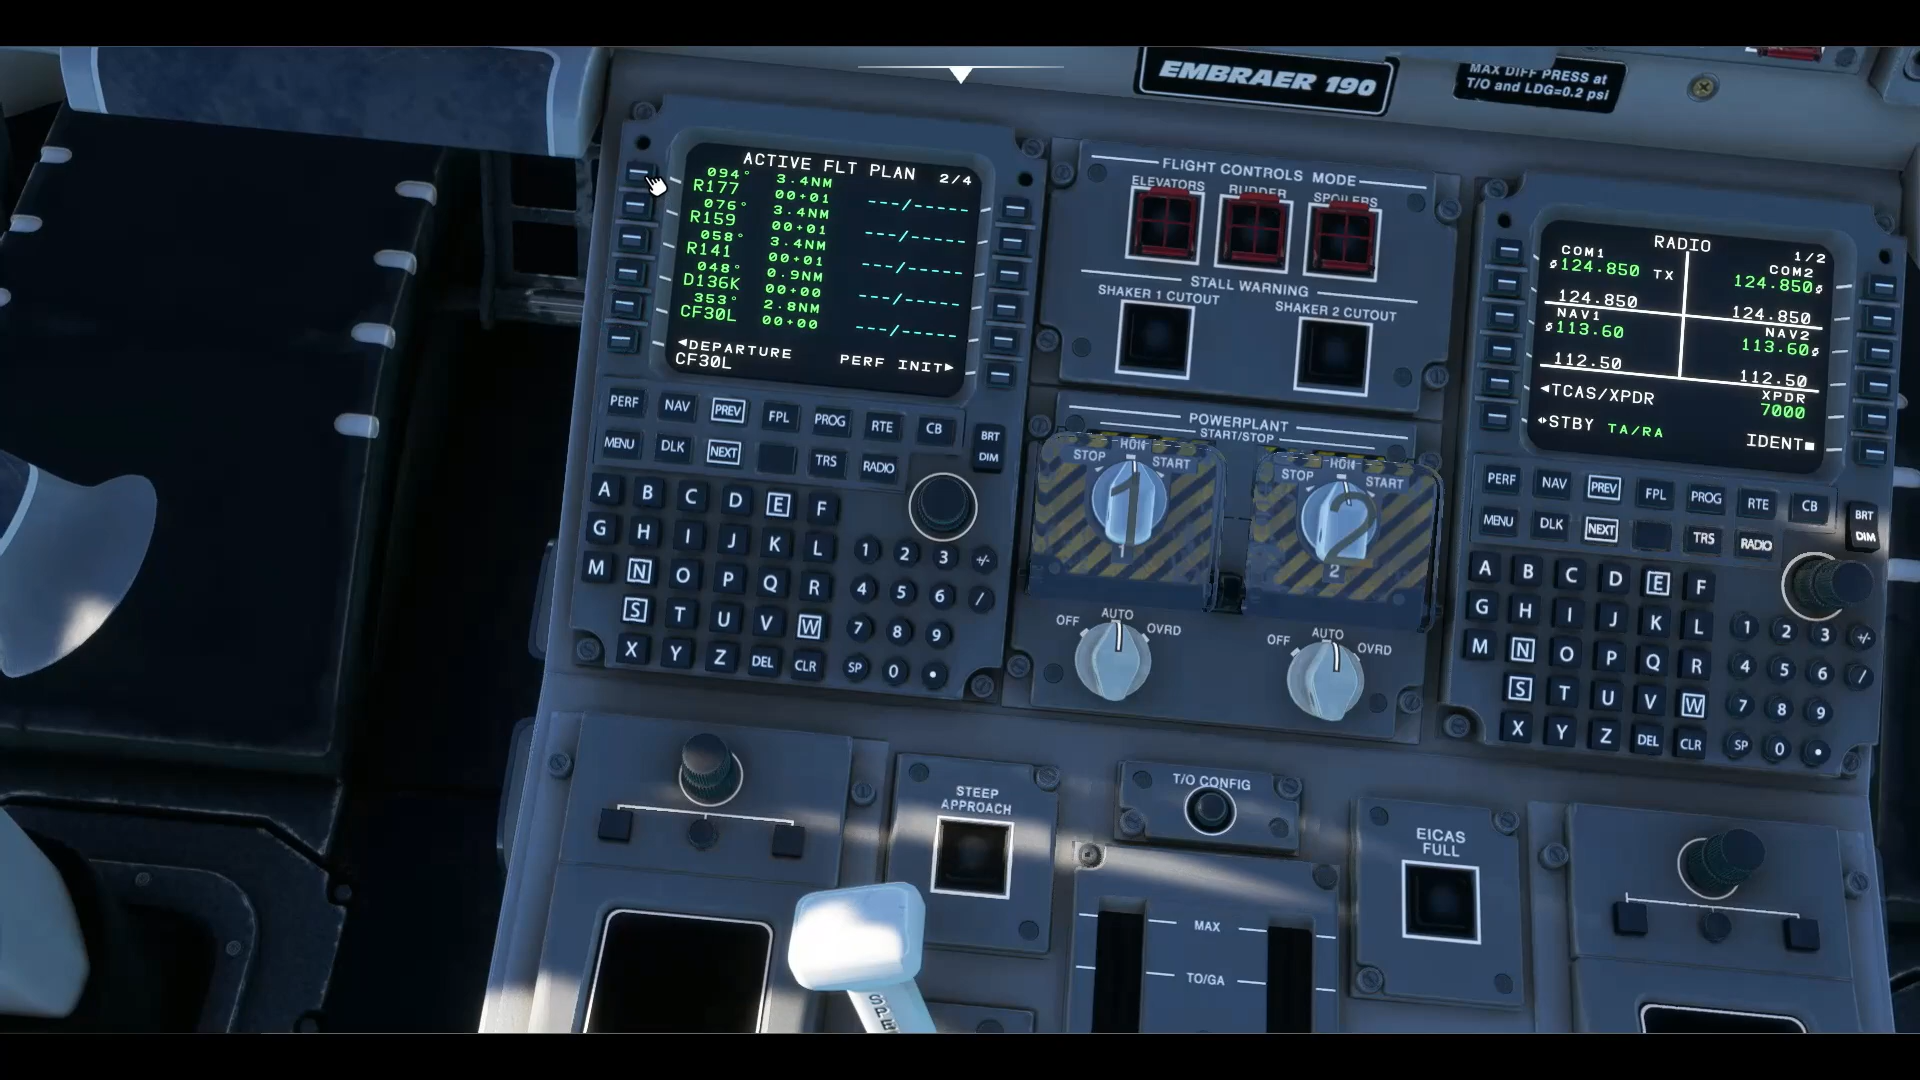 EMBRAER 190
MAX DIFF PRESS at
T/O and LDG=0.2 psi
ACTIVE FLT PLAN 2/4
094° 3.4NM
R177 00+01 ---/-----
076° 3.4NM
R159 00+01 ---/-----
058° 3.4NM
R141 00+01 ---/-----
048° 0.9NM
D136K 00+00 ---/-----
353° 2.8NM
CF30L 00+00 ---/-----
◀DEPARTURE PERF INIT▶
CF30L
PERF NAV PREV FPL PROG RTE CB BRT
MENU DLK NEXT TRS RADIO DIM
A B C D E F
G H I J K L 1 2 3 +/-
M N O P Q R 4 5 6 /
S T U V W 7 8 9
X Y Z DEL CLR SP 0 •
FLIGHT CONTROLS MODE
ELEVATORS RUDDER SPOILERS
STALL WARNING
SHAKER 1 CUTOUT SHAKER 2 CUTOUT
POWERPLANT
START/STOP
STOP RUN START
1
1
STOP RUN START
2
2
OFF AUTO OVRD
OFF AUTO OVRD
RADIO 1/2
COM1 COM2
124.850 TX 124.850
124.850 124.850
NAV1 NAV2
113.60 113.60
112.50 112.50
◀TCAS/XPDR XPDR
7000
STBY TA/RA IDENT■
PERF NAV PREV FPL PROG RTE CB BRT
MENU DLK NEXT TRS RADIO DIM
A B C D E F
G H I J K L 1 2 3 +/-
M N O P Q R 4 5 6 /
S T U V W 7 8 9
X Y Z DEL CLR SP 0 •
STEEP
APPROACH
T/O CONFIG
EICAS
FULL
MAX
TO/GA